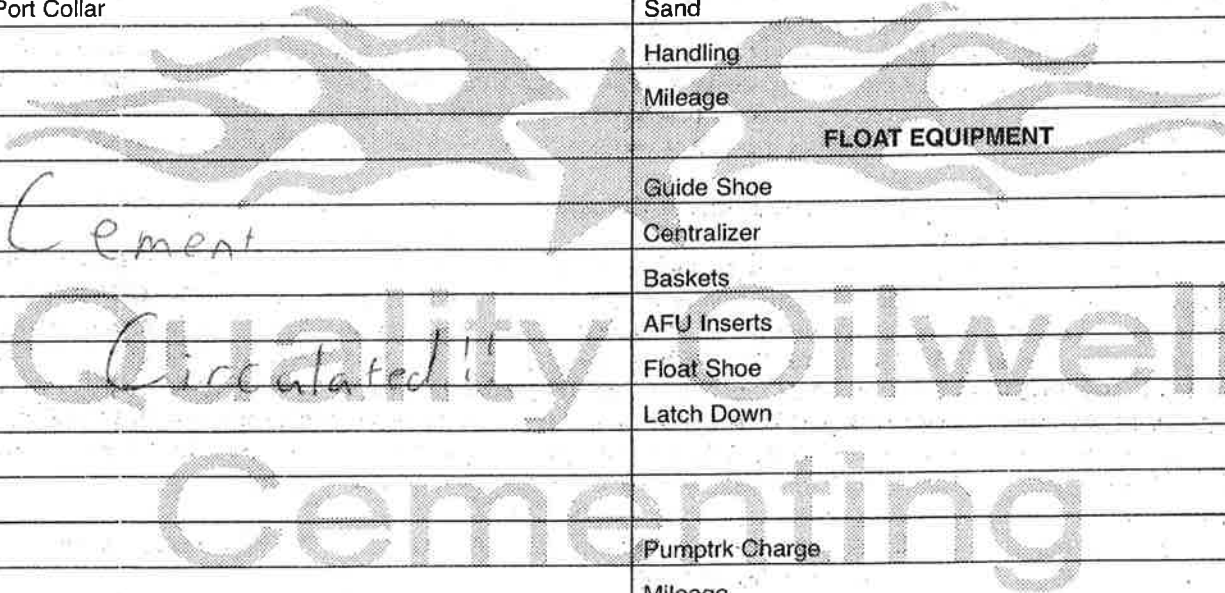 Port Collar
Sand
Handling
Mileage
FLOAT EQUIPMENT
Guide Shoe
Cement
Centralizer
Baskets
AFU Inserts
Circulated!!
Float Shoe
Latch Down
Quality Oilwell
Cementing
Pumptrk Charge
Mileage